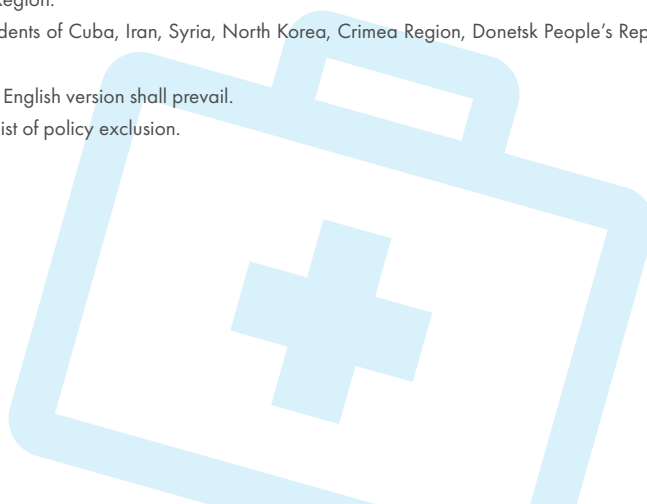 Region.
dents of Cuba, Iran, Syria, North Korea, Crimea Region, Donetsk People’s Rep
English version shall prevail.
ist of policy exclusion.